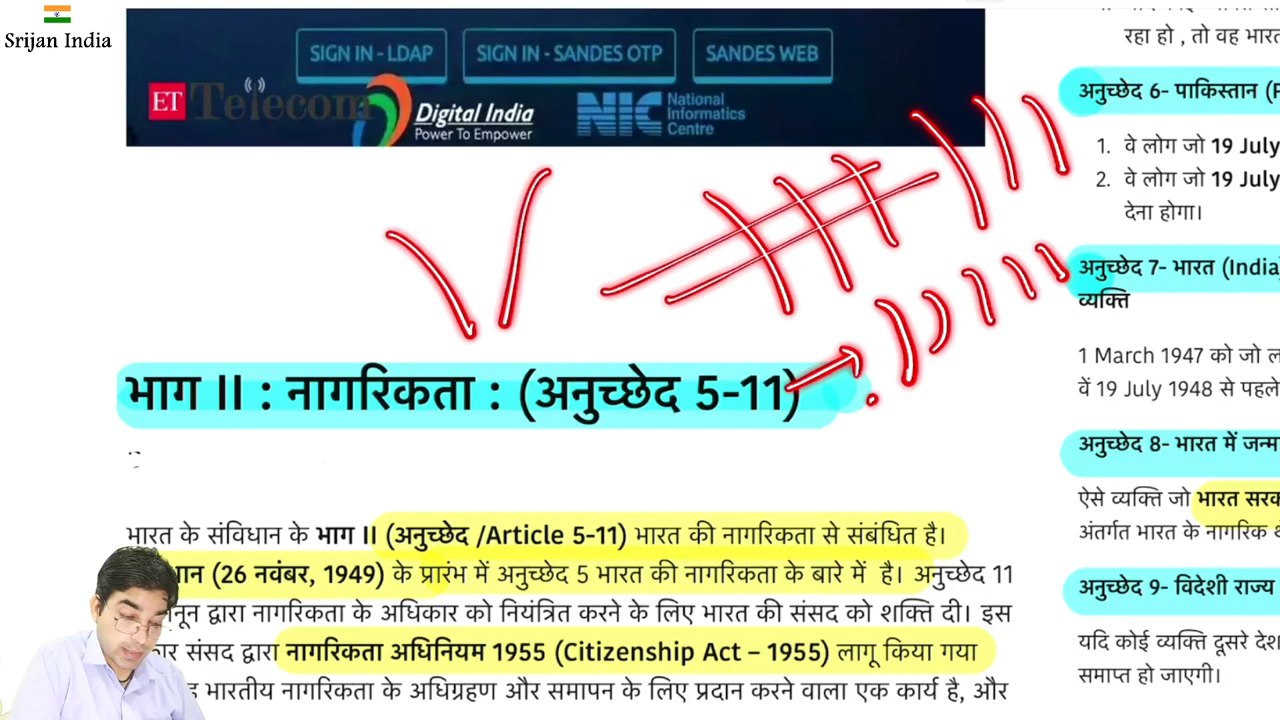 Srijan India
SIGN IN - LDAP
SIGN IN - SANDES OTP
SANDES WEB
ET Telecom
Digital India
Power To Empower
NIC National
Informatics
Centre
भाग II : नागरिकता : (अनुच्छेद 5-11)
भारत के संविधान के भाग II (अनुच्छेद /Article 5-11) भारत की नागरिकता से संबंधित है।
(26 नवंबर, 1949) के प्रारंभ में अनुच्छेद 5 भारत की नागरिकता के बारे में है। अनुच्छेद 11
द्वारा नागरिकता के अधिकार को नियंत्रित करने के लिए भारत की संसद को शक्ति दी। इस
संसद द्वारा नागरिकता अधिनियम 1955 (Citizenship Act – 1955) लागू किया गया
भारतीय नागरिकता के अधिग्रहण और समापन के लिए प्रदान करने वाला एक कार्य है, और
रहा हो , तो वह भारत
अनुच्छेद 6- पाकिस्तान (P
1. वे लोग जो 19 July
2. वे लोग जो 19 July
देना होगा।
अनुच्छेद 7- भारत (India)
व्यक्ति
1 March 1947 को जो ल
वें 19 July 1948 से पहले
अनुच्छेद 8- भारत में जन्म
ऐसे व्यक्ति जो भारत सरक
अंतर्गत भारत के नागरिक
अनुच्छेद 9- विदेशी राज्य
यदि कोई व्यक्ति दूसरे देश
समाप्त हो जाएगी।